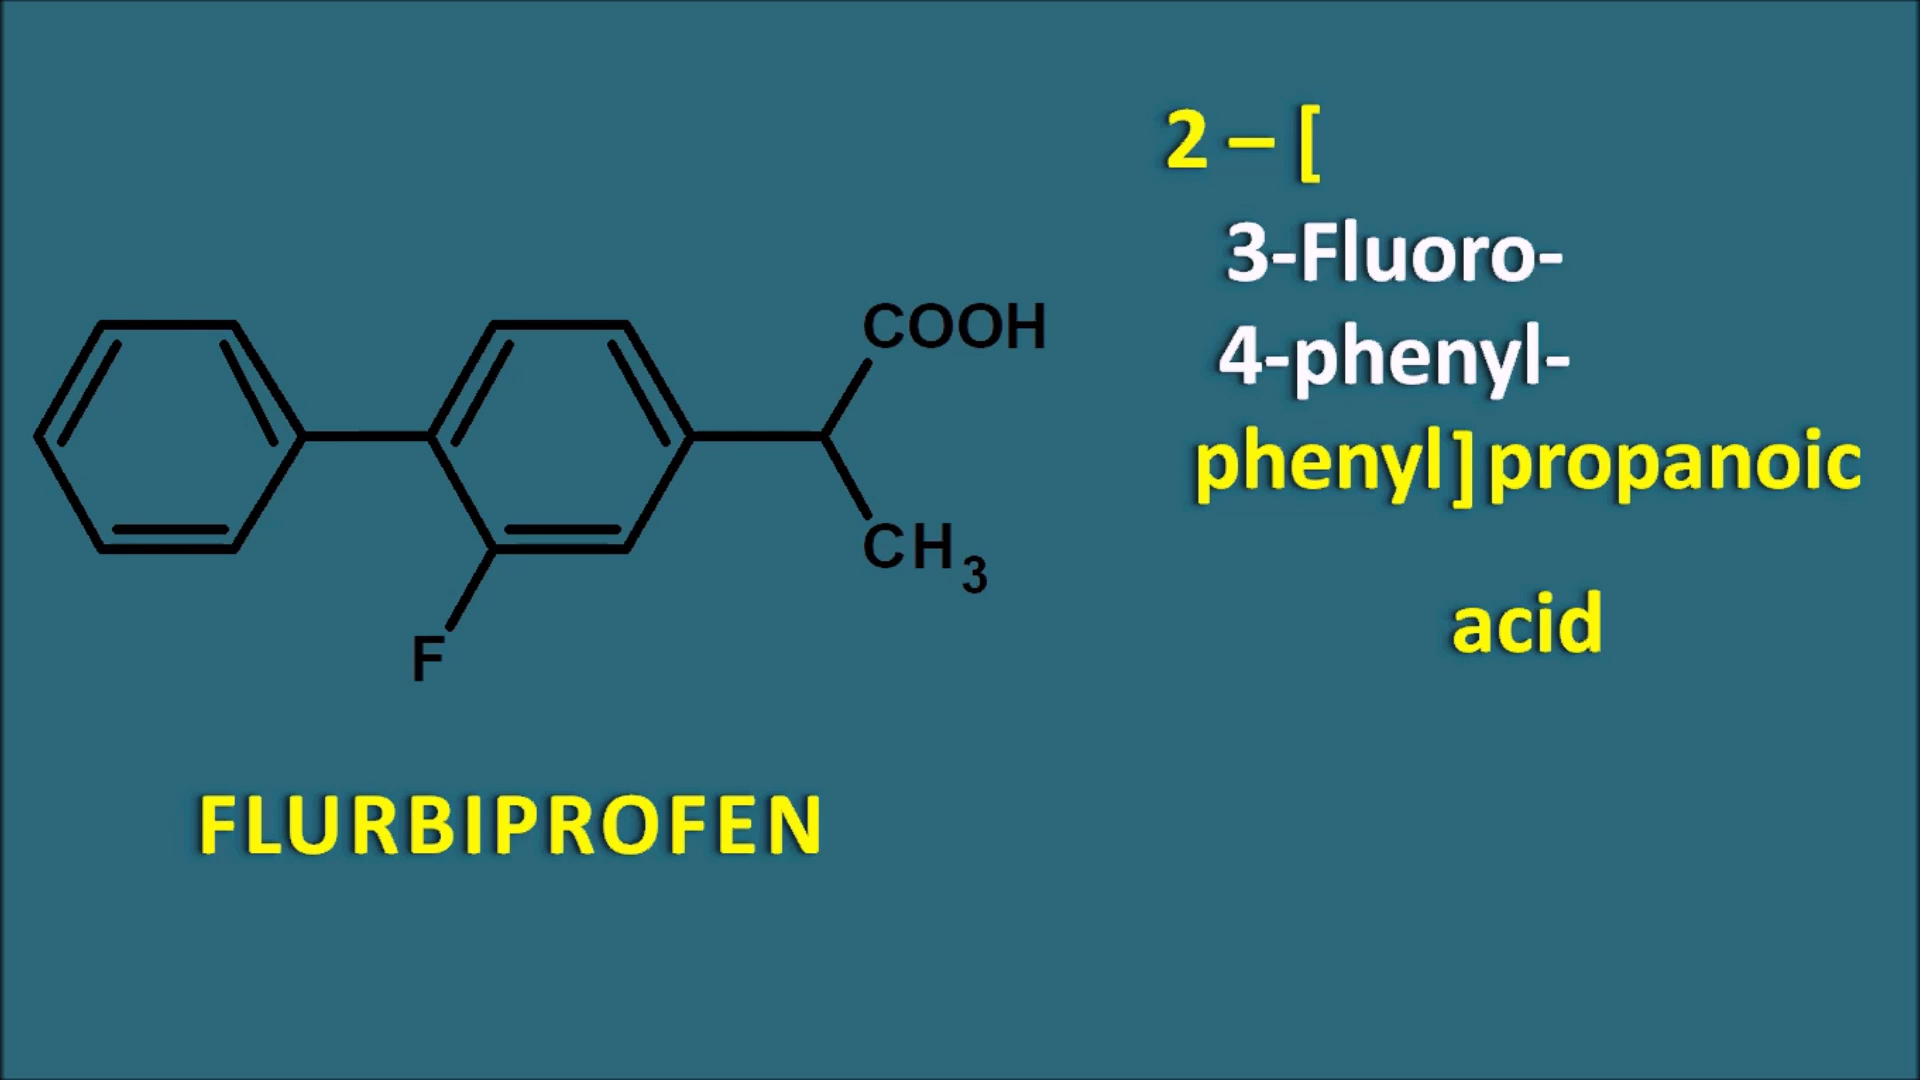 2 – [
3-Fluoro-
4-phenyl-
phenyl]propanoic
acid
COOH
CH3
F
FLURBIPROFEN